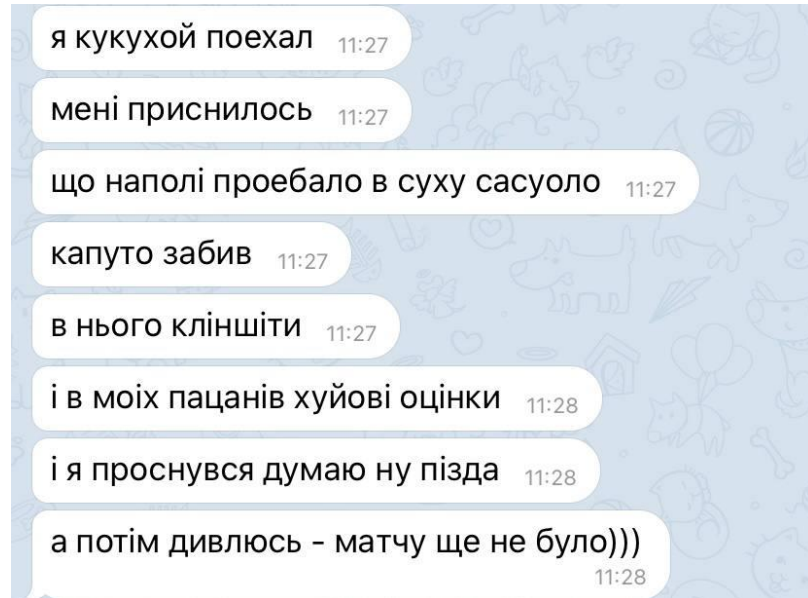 я кукухой поехал 11:27
мені приснилось 11:27
що наполі проебало в суху сасуоло 11:27
капуто забив 11:27
в нього кліншіти 11:27
і в моіх пацанів хуйові оцінки 11:28
і я проснувся думаю ну пізда 11:28
а потім дивлюсь - матчу ще не було)))
11:28